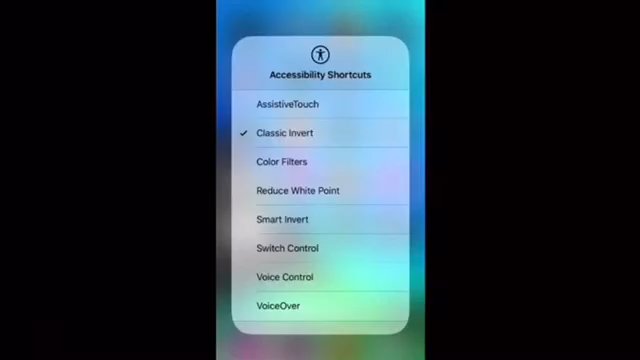 Accessibility Shortcuts
AssistiveTouch
Classic Invert
Color Filters
Reduce White Point
Smart Invert
Switch Control
Voice Control
VoiceOver